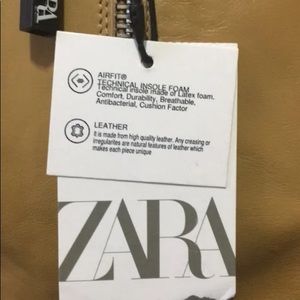 RA
AIRFIT®
TECHNICAL INSOLE FOAM
Technical insole made of Latex foam.
Comfort, Durability, Breathable,
Antibacterial, Cushion Factor
LEATHER
It is made from high quality leather. Any creasing or
irregularites are natural features of leather which
makes each piece unique
ZARA